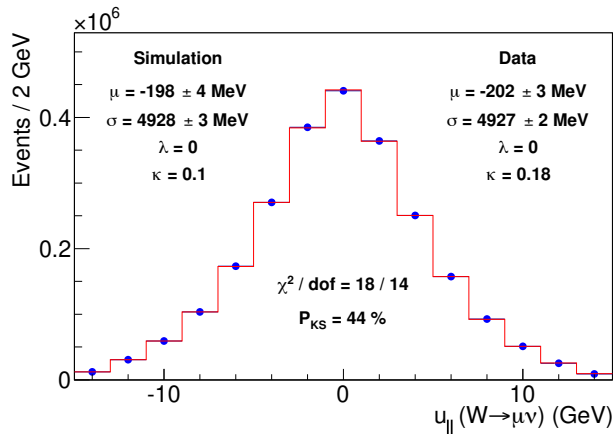 ×10⁶
Simulation
μ = -198 ± 4 MeV
σ = 4928 ± 3 MeV
λ = 0
κ = 0.1
Data
μ = -202 ± 3 MeV
σ = 4927 ± 2 MeV
λ = 0
κ = 0.18
χ² / dof = 18 / 14
P_KS = 44 %
Events / 2 GeV
0.4
0.2
0
-10 0 10
u_|| (W→μν) (GeV)